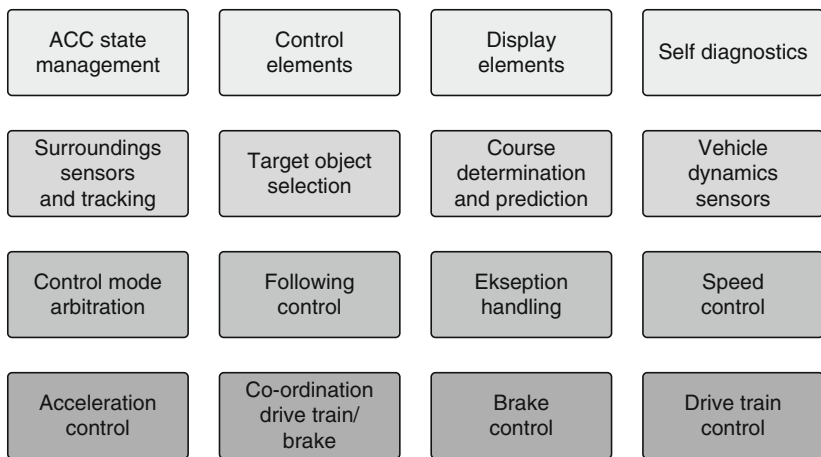 ACC state
management
Control
elements
Display
elements
Self diagnostics
Surroundings
sensors
and tracking
Target object
selection
Course
determination
and prediction
Vehicle
dynamics
sensors
Control mode
arbitration
Following
control
Ekseption
handling
Speed
control
Acceleration
control
Co-ordination
drive train/
brake
Brake
control
Drive train
control